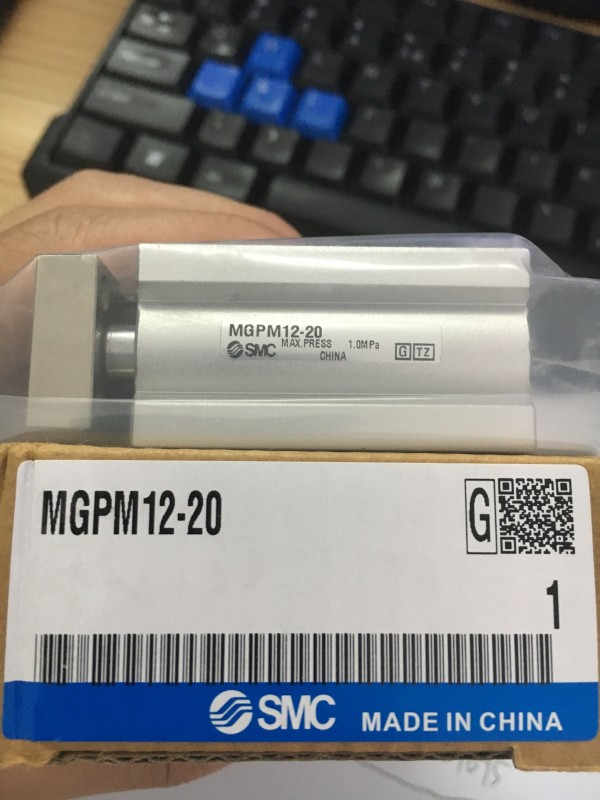 MGPM12-20
SMC MAX.PRESS 1.0MPa G TZ
CHINA
MGPM12-20 G
1
SMC MADE IN CHINA